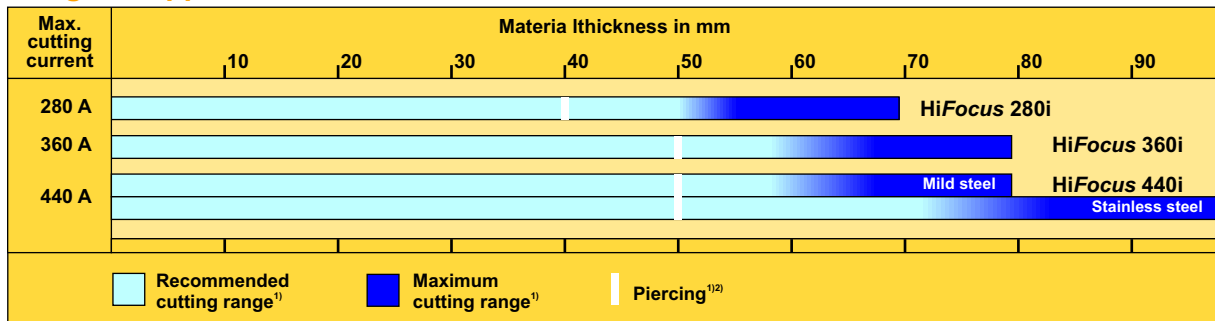 Max.
cutting
current
Materia lthickness in mm
10 20 30 40 50 60 70 80 90
280 A
HiFocus 280i
360 A
HiFocus 360i
440 A
Mild steel
HiFocus 440i
Stainless steel
Recommended
cutting range1)
Maximum
cutting range1)
Piercing1)2)